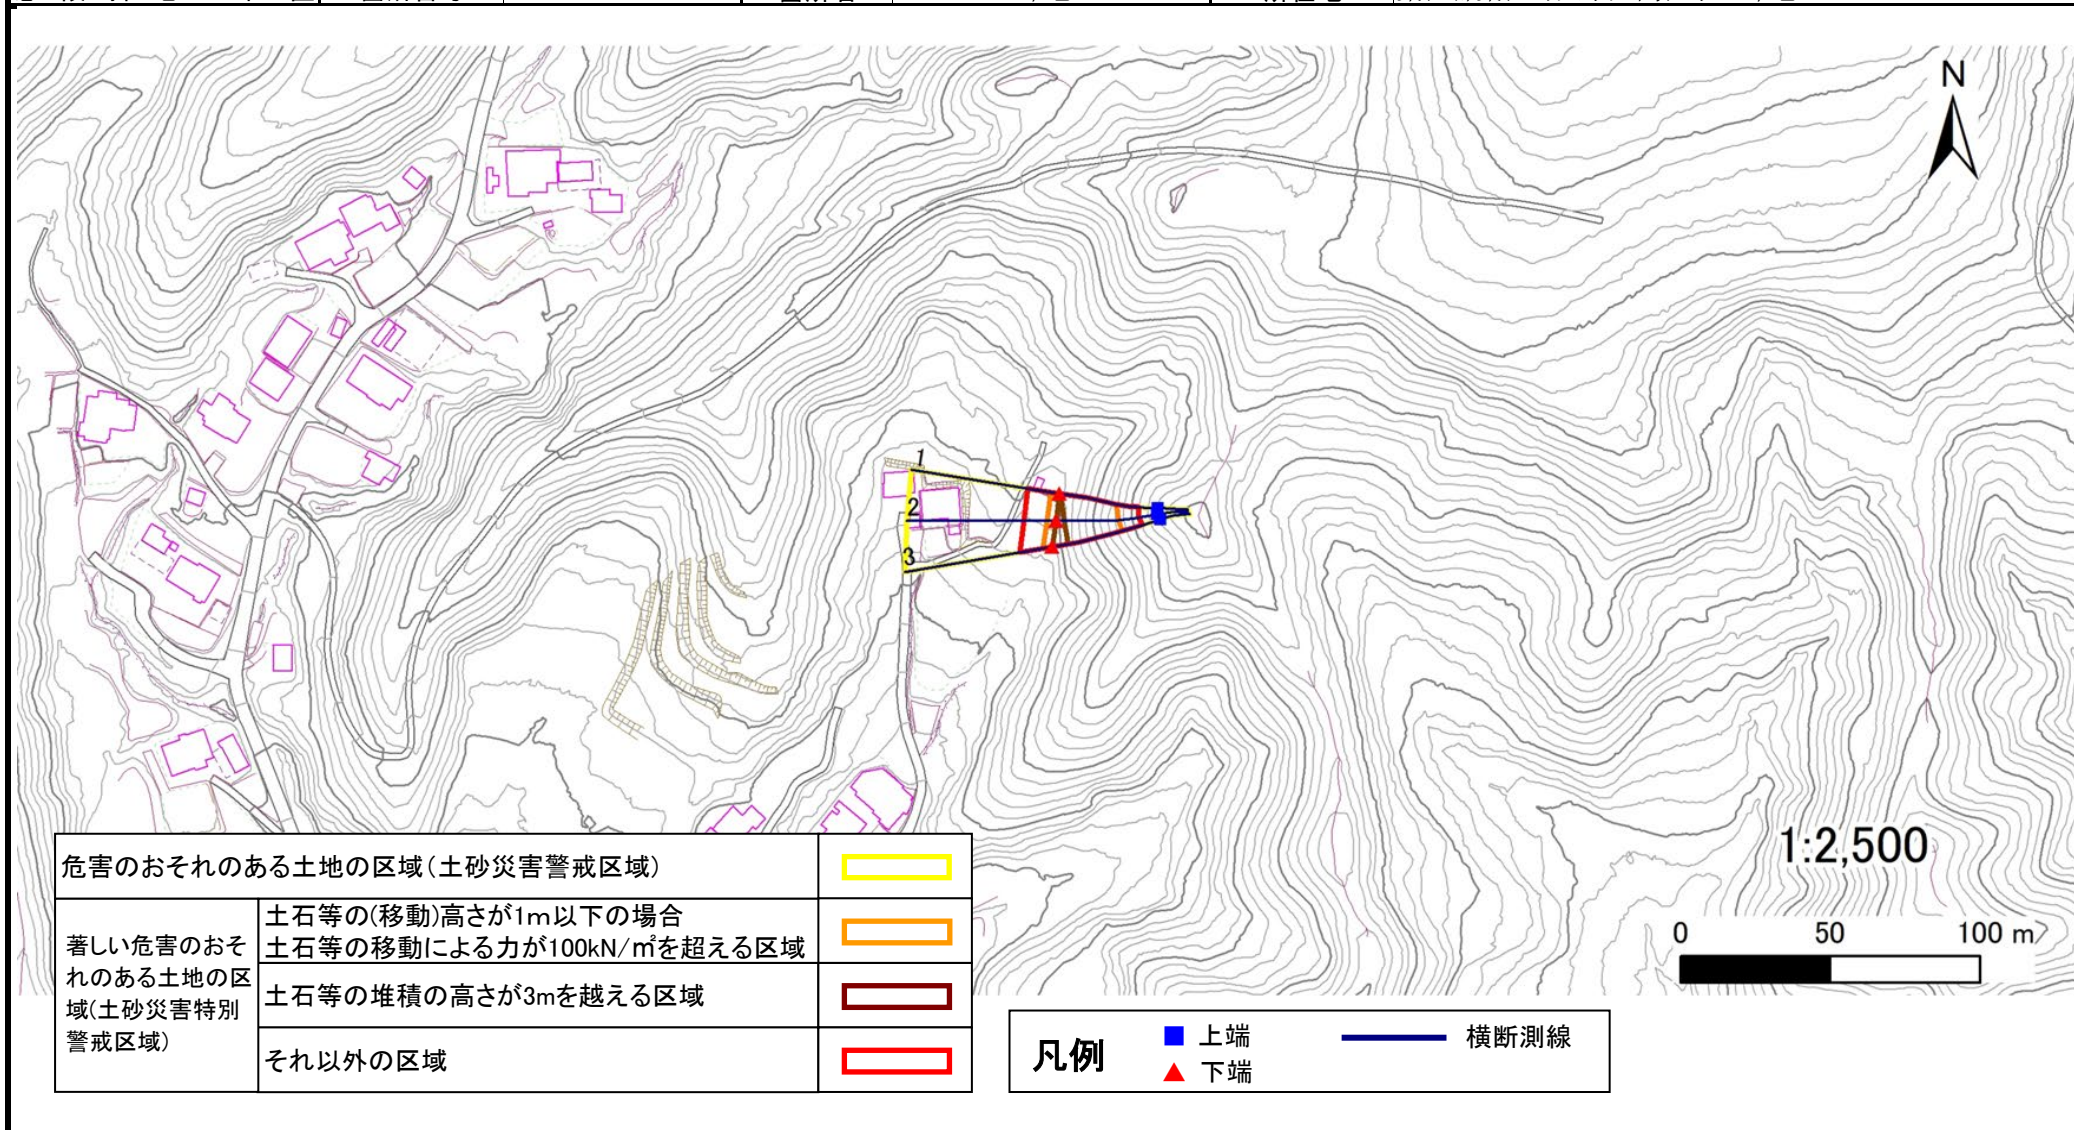 N
1
2
3
1:2,500
0 50 100 m
危害のおそれのある土地の区域(土砂災害警戒区域)
著しい危害のおそ
れのある土地の区
域(土砂災害特別
警戒区域)
土石等の(移動)高さが1m以下の場合
土石等の移動による力が100kN/㎡を超える区域
土石等の堆積の高さが3mを越える区域
それ以外の区域
凡例
上端
横断測線
下端